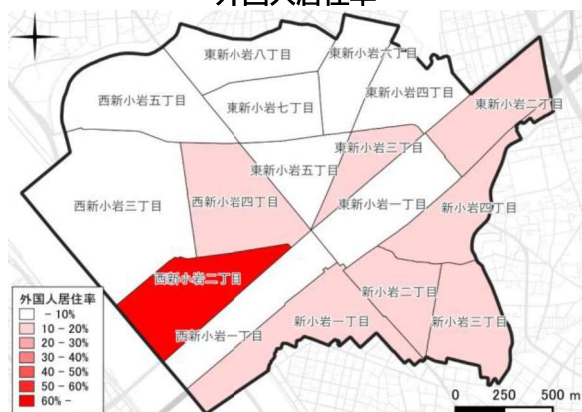 外国人居住率
東新小岩八丁目
東新小岩六丁目
西新小岩五丁目
東新小岩七丁目
東新小岩四丁目
東新小岩二丁目
東新小岩三丁目
東新小岩五丁目
西新小岩三丁目
西新小岩四丁目
東新小岩一丁目
新小岩四丁目
西新小岩二丁目
新小岩二丁目
西新小岩一丁目
新小岩一丁目
新小岩三丁目
外国人居住率
- 10%
10 - 20%
20 - 30%
30 - 40%
40 - 50%
50 - 60%
60% -
0 250 500 m